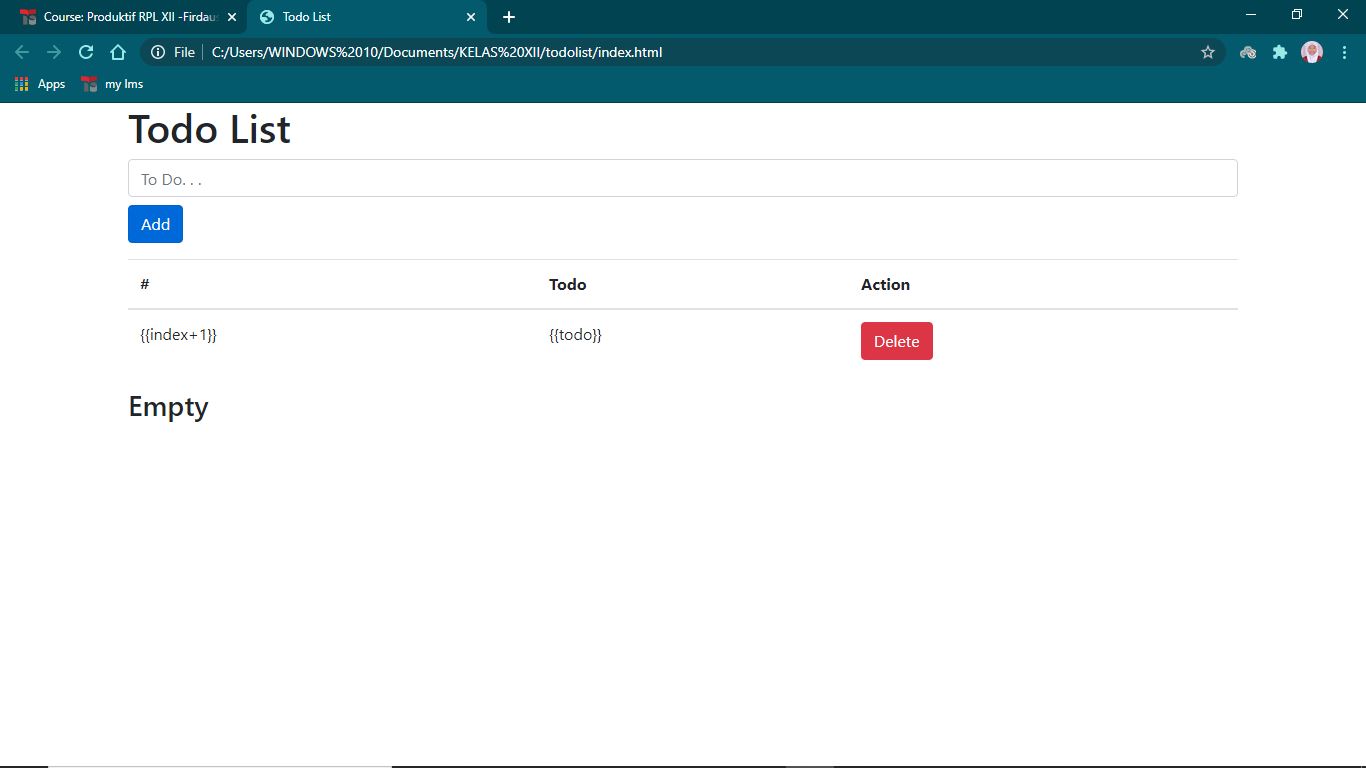 Course: Produktif RPL XII -Firdau
Todo List
File
C:/Users/WINDOWS%2010/Documents/KELAS%20XII/todolist/index.html
Apps
my lms
Todo List
To Do. . .
Add
# Todo Action
{{index+1}} {{todo}} Delete
Empty